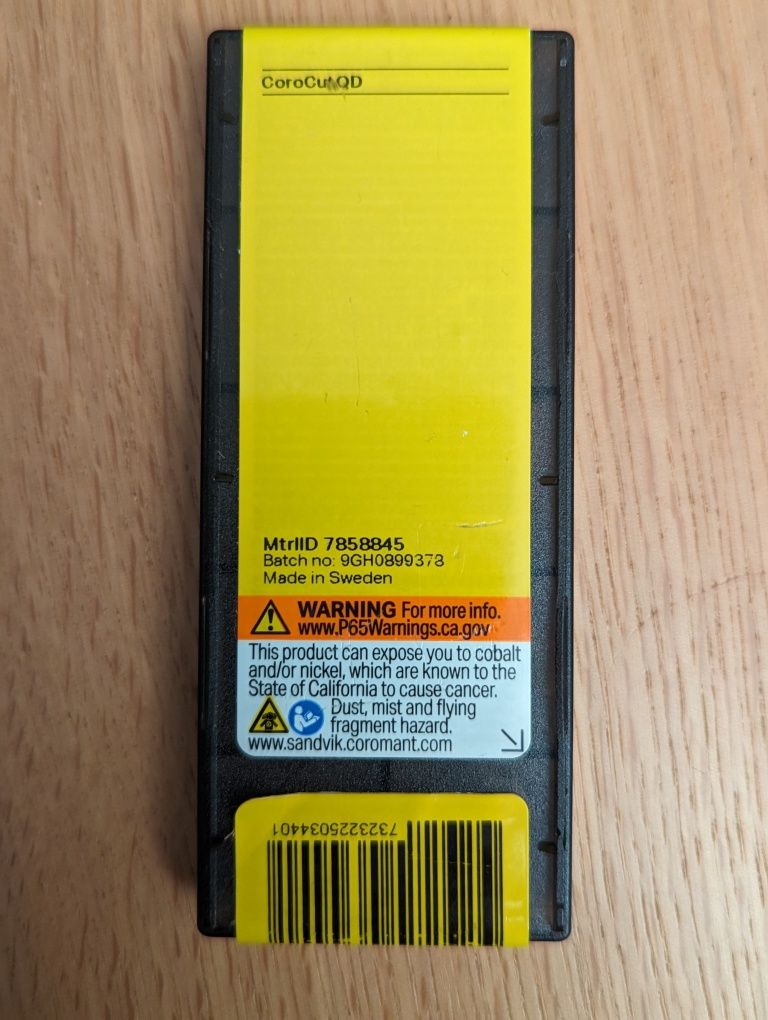 CoroCut QD
MtrlID 7858845
Batch no: 9GH0899378
Made in Sweden
WARNING For more info.
www.P65Warnings.ca.gov
This product can expose you to cobalt
and/or nickel, which are known to the
State of California to cause cancer.
Dust, mist and flying
fragment hazard.
www.sandvik.coromant.com
7323225034401